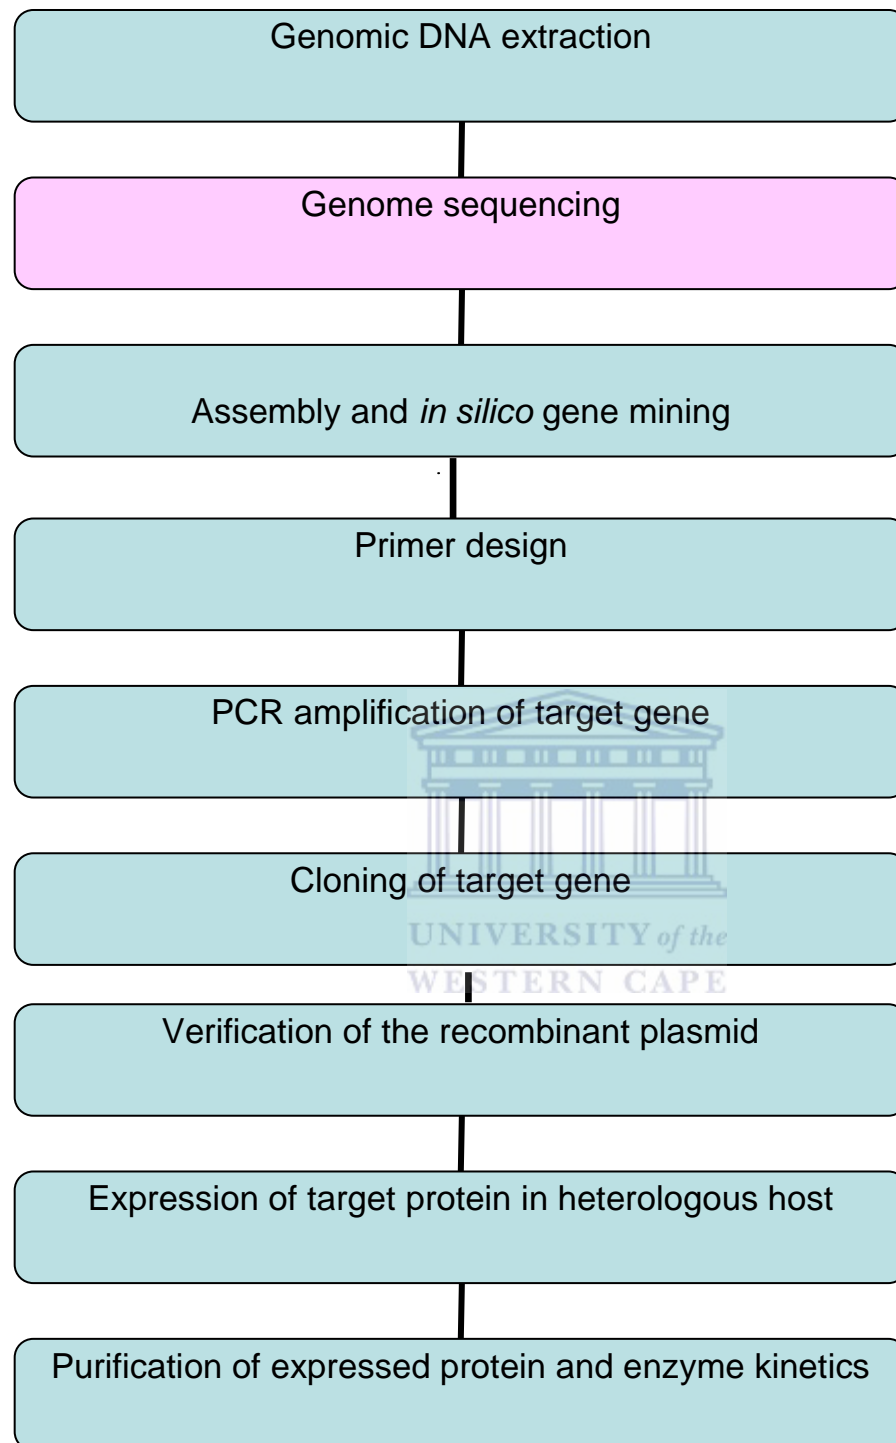 Genomic DNA extraction
Genome sequencing
Assembly and in silico gene mining
Primer design
PCR amplification of target gene
Cloning of target gene
UNIVERSITY of the
WESTERN CAPE
Verification of the recombinant plasmid
Expression of target protein in heterologous host
Purification of expressed protein and enzyme kinetics